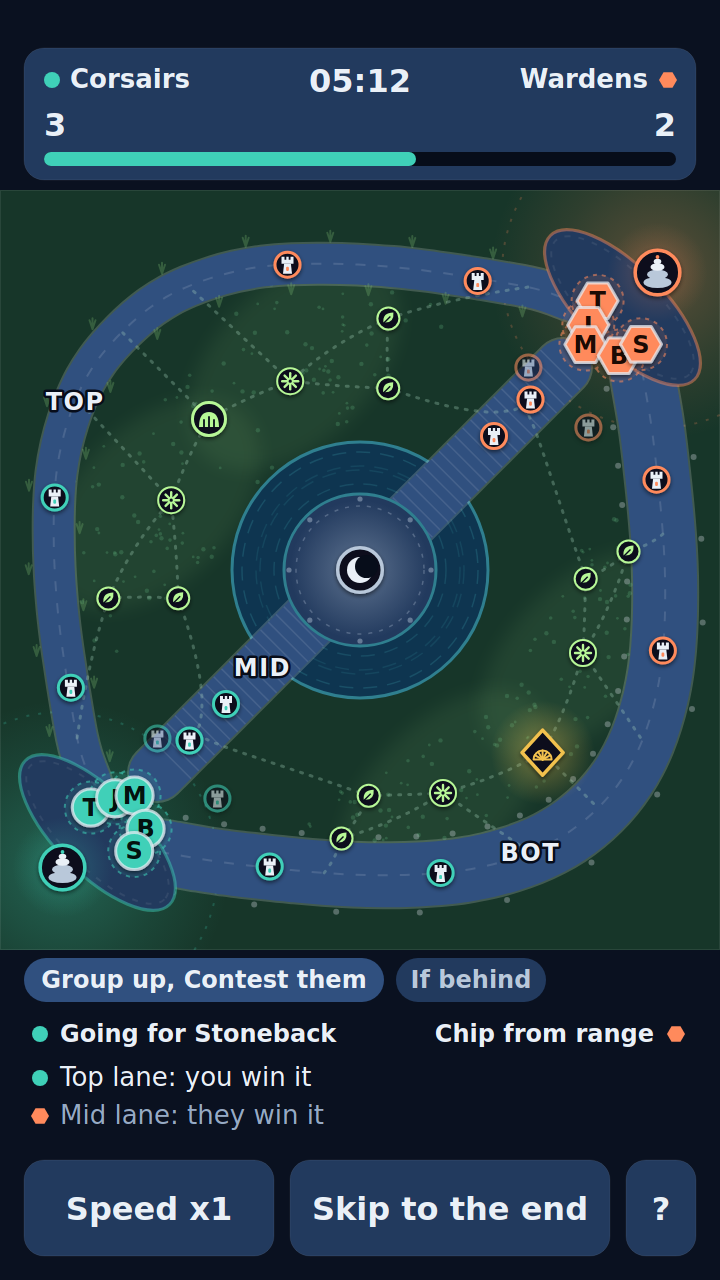 Corsairs 05:12 Wardens
3 2
T
J
M
B
S
TOP
MID
T
J
M
B
S
BOT
Group up, Contest them If behind
Going for Stoneback Chip from range
Top lane: you win it
Mid lane: they win it
Speed x1 Skip to the end ?